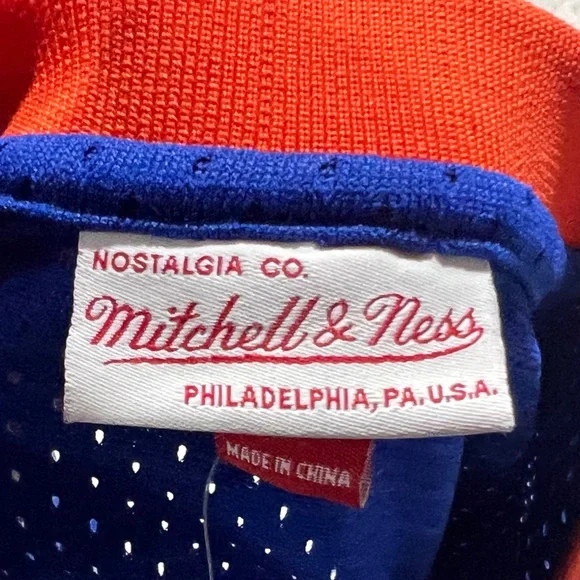 NOSTALGIA CO.
Mitchell & Ness
PHILADELPHIA, PA. U.S.A.
MADE IN CHINA